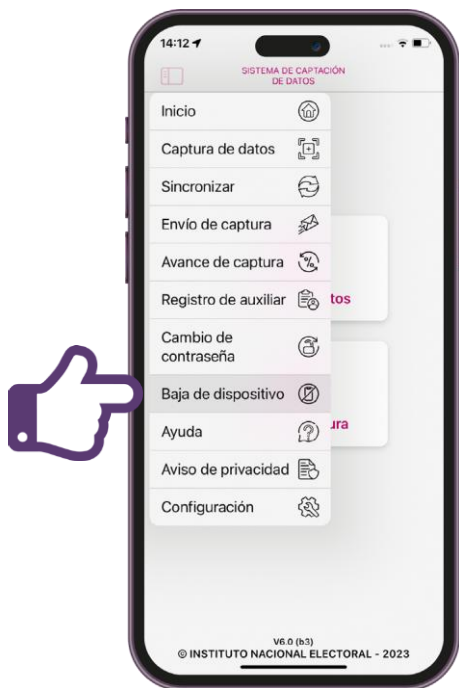 14:12
SISTEMA DE CAPTACIÓN
DE DATOS
Inicio
Captura de datos
Sincronizar
Envío de captura
Avance de captura
Registro de auxiliar
tos
Cambio de
contraseña
Baja de dispositivo
Ayuda
ura
Aviso de privacidad
Configuración
V6.0 (b3)
© INSTITUTO NACIONAL ELECTORAL - 2023